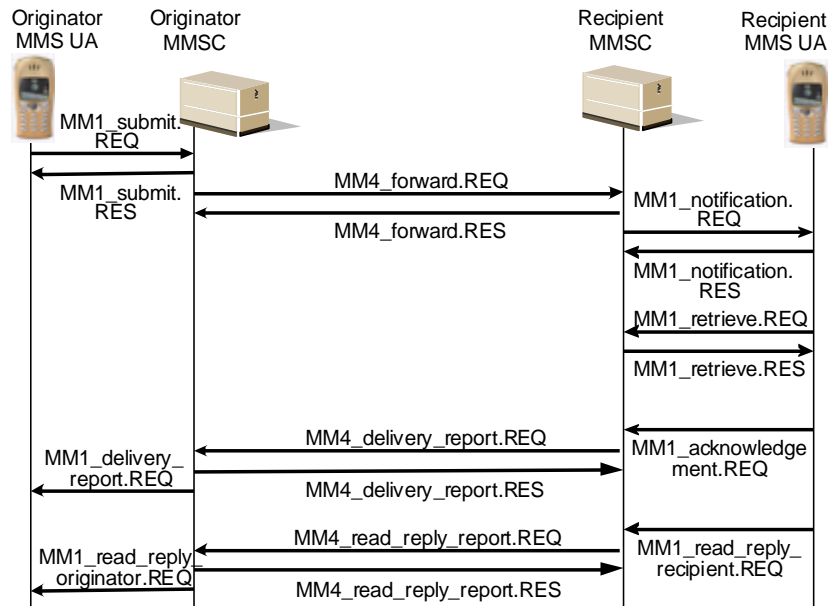 Originator
MMS UA
Originator
MMSC
Recipient
MMSC
Recipient
MMS UA
MM1_submit.
REQ
MM1_submit.
RES
MM4_forward.REQ
MM4_forward.RES
MM1_notification.
REQ
MM1_notification.
RES
MM1_retrieve.REQ
MM1_retrieve.RES
MM4_delivery_report.REQ
MM1_acknowledge
ment.REQ
MM1_delivery_
report.REQ
MM4_delivery_report.RES
MM4_read_reply_report.REQ
MM1_read_reply_
recipient.REQ
MM1_read_reply_
originator.REQ
MM4_read_reply_report.RES